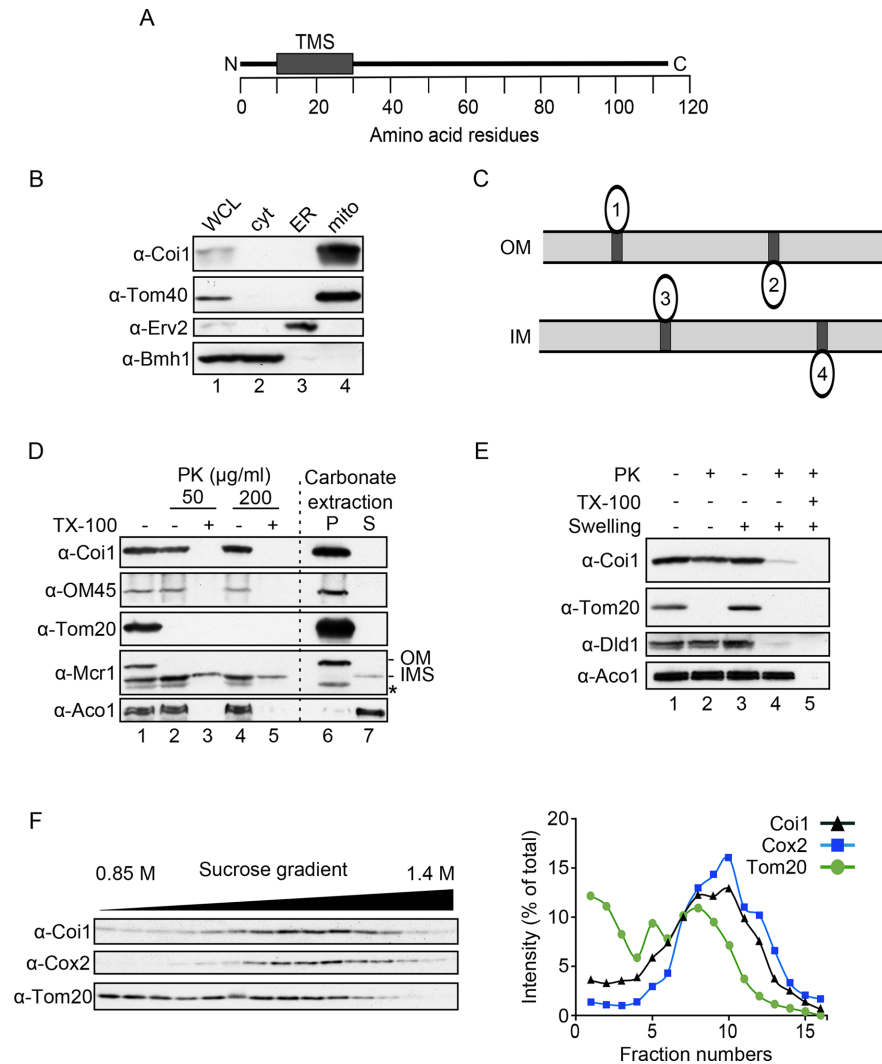 A
TMS
N C
0 20 40 60 80 100 120
Amino acid residues
B
WCL cyt ER mito
α-Coi1
α-Tom40
α-Erv2
α-Bmh1
1 2 3 4
C
1
OM
2
3
IM
4
D
PK (µg/ml) Carbonate
50 200 extraction
TX-100 - - + - + P S
α-Coi1
α-OM45
α-Tom20
α-Mcr1 - OM
- IMS
*
α-Aco1
1 2 3 4 5 6 7
E
PK - + - + +
TX-100 +
Swelling - - + + +
α-Coi1
α-Tom20
α-Dld1
α-Aco1
1 2 3 4 5
F
0.85 M Sucrose gradient 1.4 M
α-Coi1
α-Cox2
α-Tom20
Coi1
Cox2
Tom20
Intensity (% of total)
20
15
10
5
0
0 5 10 15
Fraction numbers